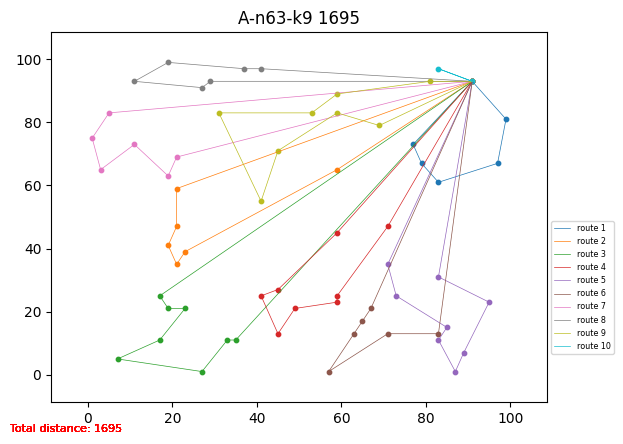 A-n63-k9 1695
100
80
60
40
20
0
0 20 40 60 80 100
route 1
route 2
route 3
route 4
route 5
route 6
route 7
route 8
route 9
route 10
Total distance: 1695